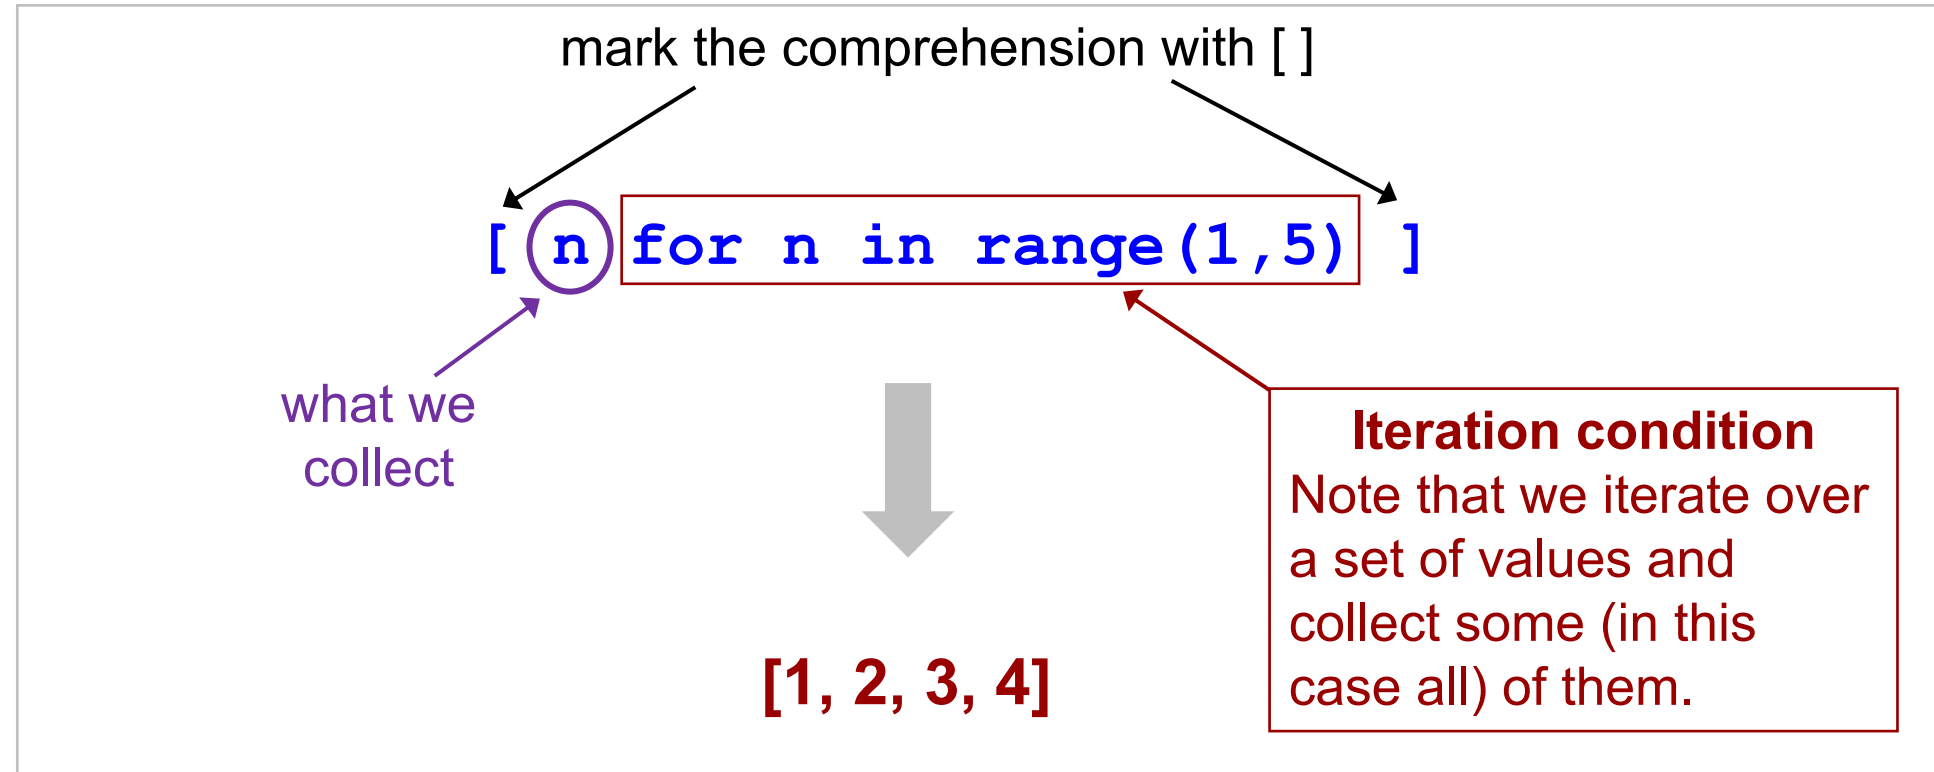 mark the comprehension with [ ]
[ n for n in range(1,5) ]
what we
collect
Iteration condition
Note that we iterate over
a set of values and
collect some (in this
case all) of them.
[1, 2, 3, 4]